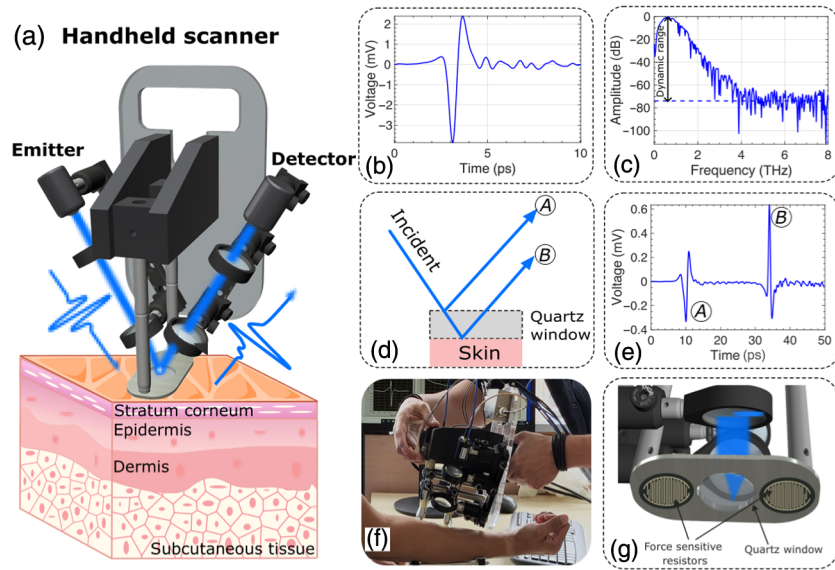 (a) Handheld scanner
Emitter
Detector
Stratum corneum
Epidermis
Dermis
Subcutaneous tissue
2
1
0
−1
−2
−3
Voltage (mV)
0 5 10
Time (ps)
(b)
0
−20
−40
−60
−80
−100
Amplitude (dB)
Dynamic range
0 2 4 6 8
Frequency (THz)
(c)
Incident
A
B
Quartz
window
Skin
(d)
0.6
0.4
0.2
0
−0.2
−0.4
Voltage (mV)
A
B
0 10 20 30 40 50
Time (ps)
(e)
(f)
Force sensitive
resistors
Quartz window
(g)